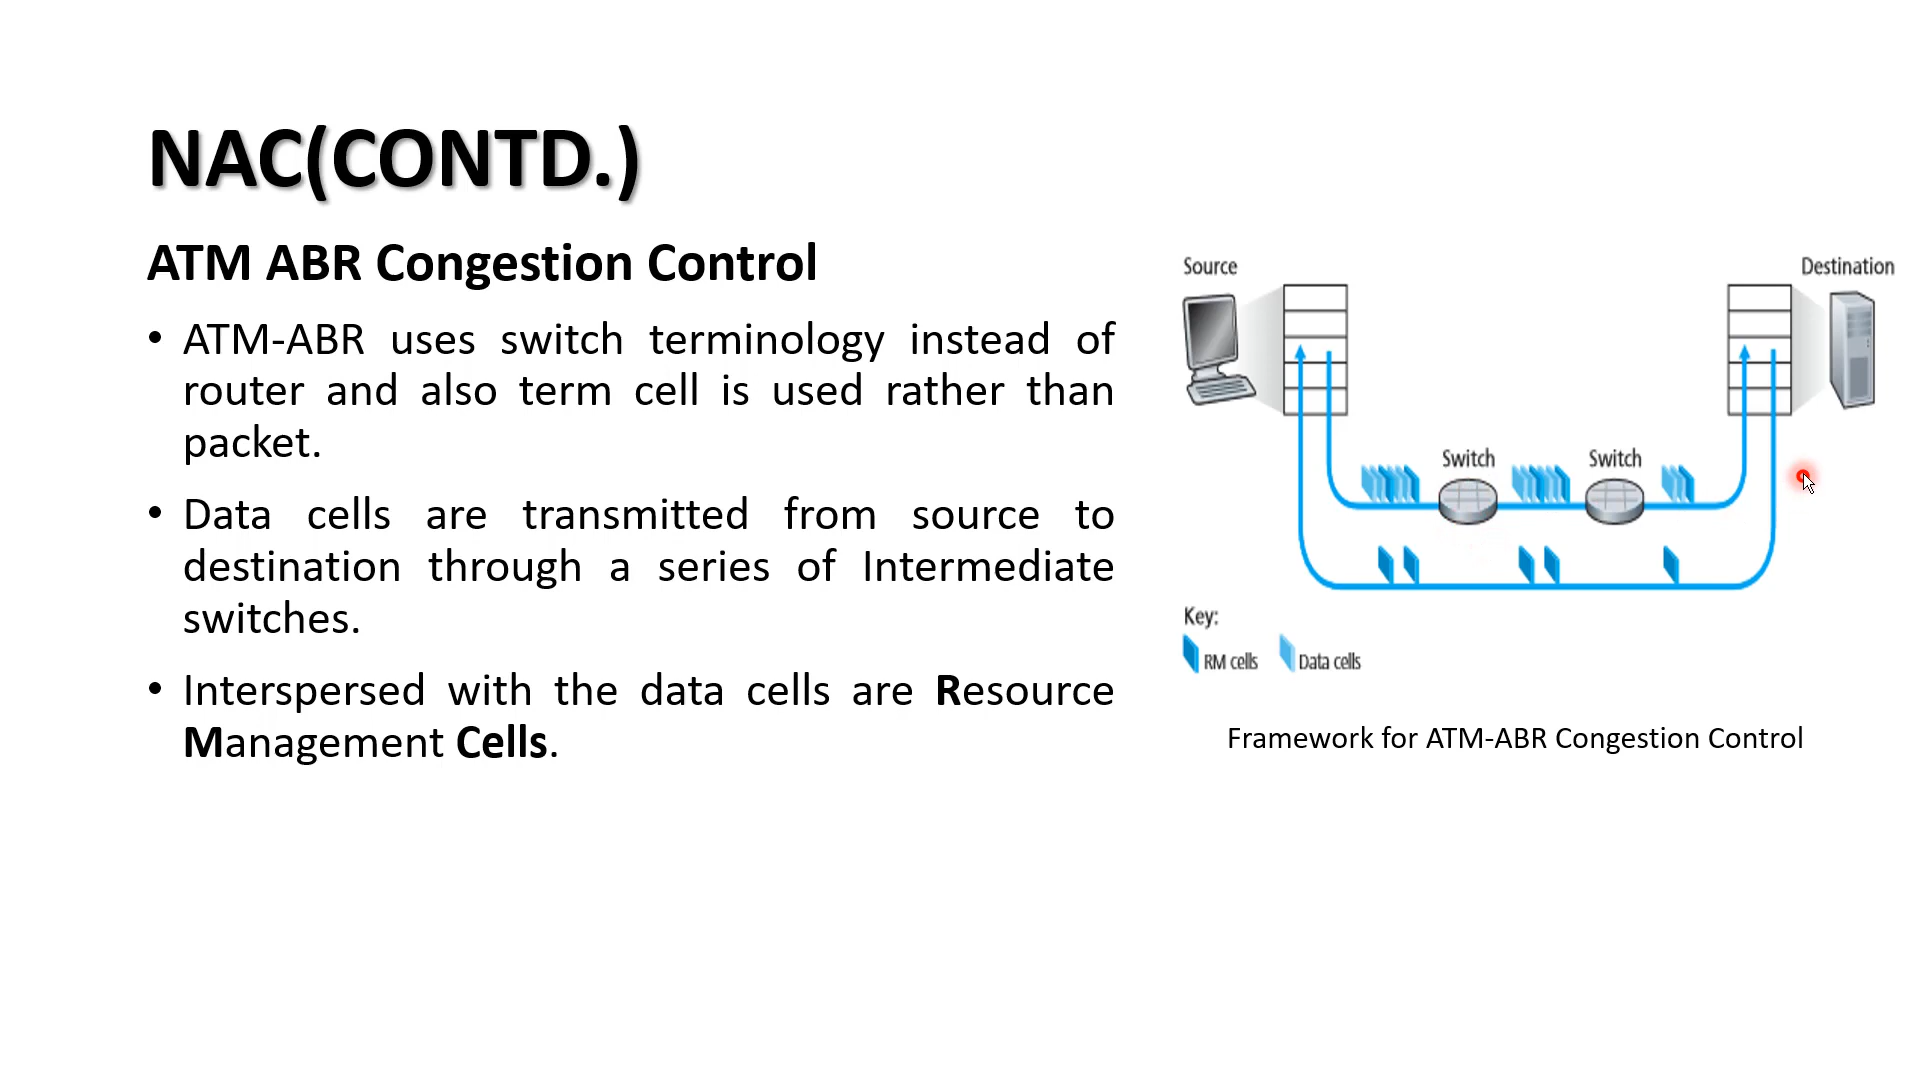 NAC(CONTD.)
ATM ABR Congestion Control
• ATM-ABR uses switch terminology instead of
router and also term cell is used rather than
packet.
• Data cells are transmitted from source to
destination through a series of Intermediate
switches.
• Interspersed with the data cells are Resource
Management Cells.
Source
Destination
Switch
Switch
Key:
RM cells
Data cells
Framework for ATM-ABR Congestion Control